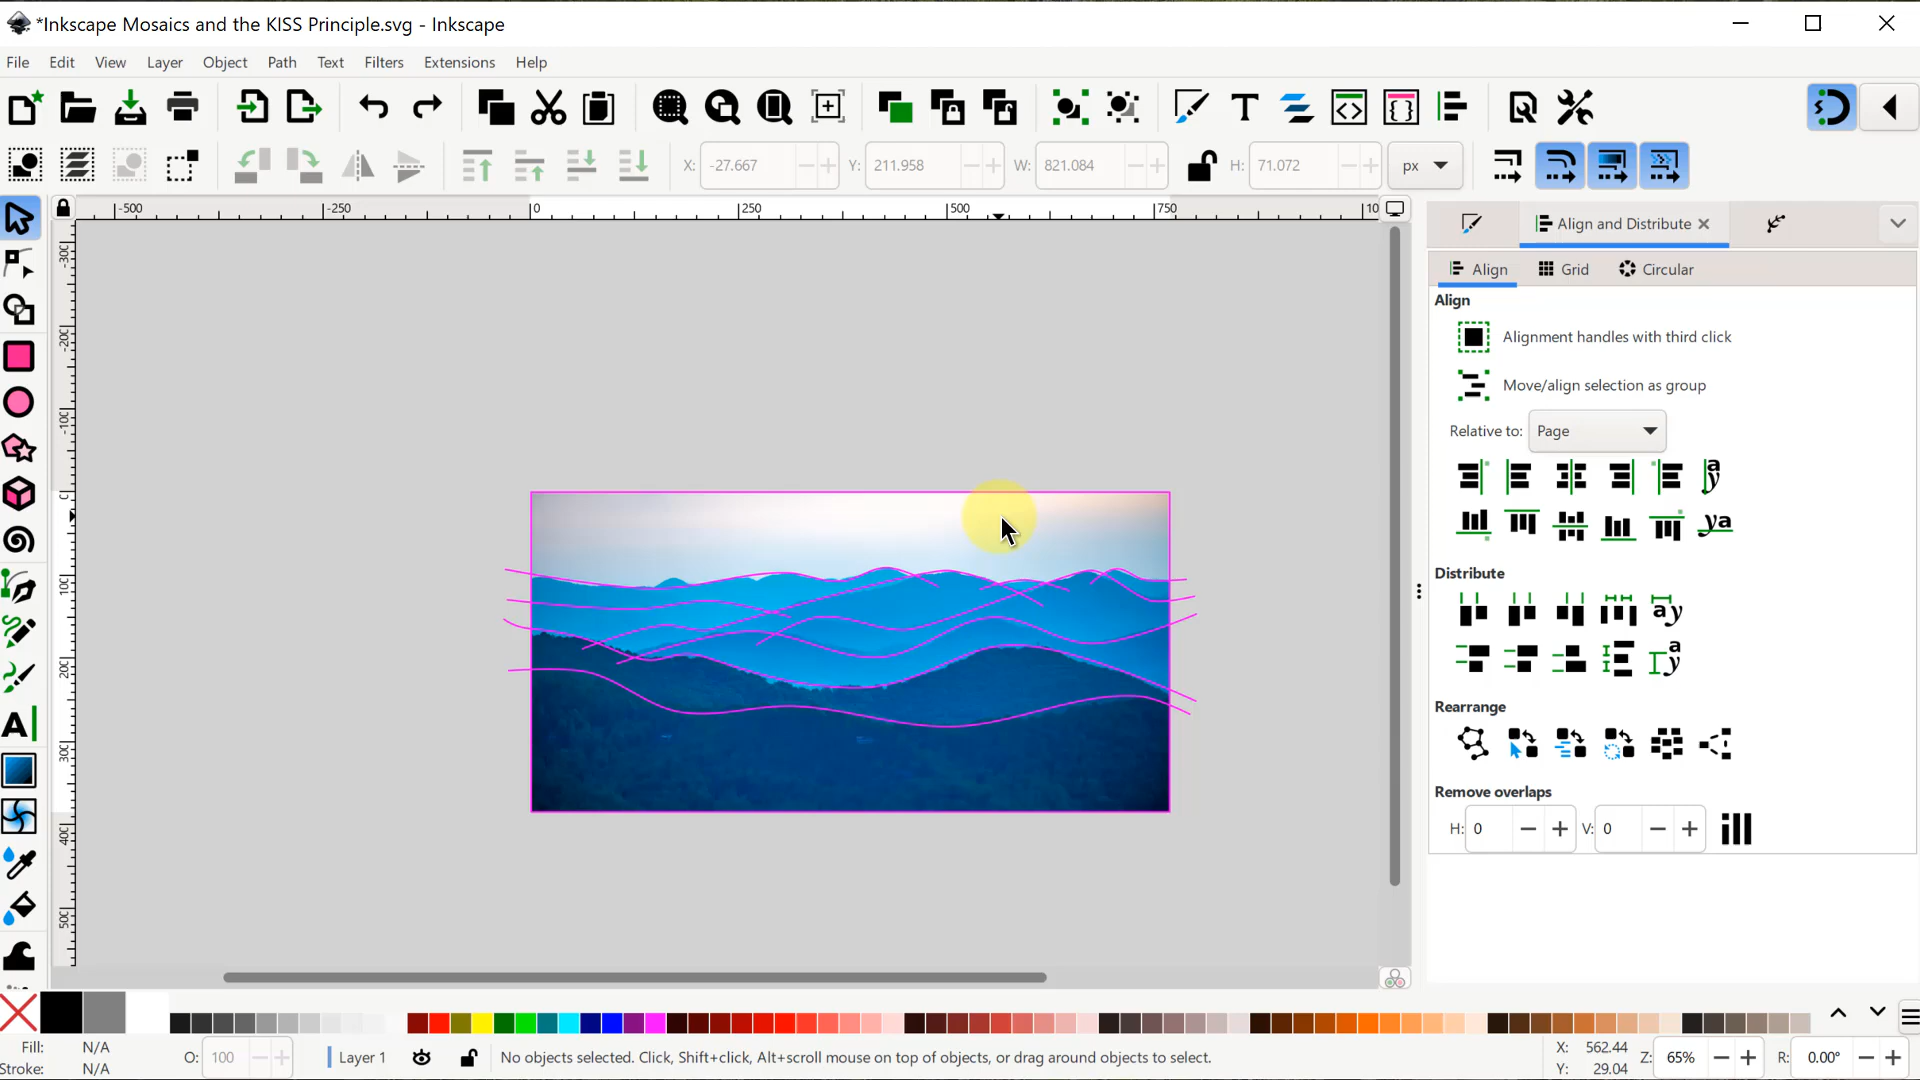 *Inkscape Mosaics and the KISS Principle.svg - Inkscape
File Edit View Layer Object Path Text Filters Extensions Help
X: -27.667 Y: 211.958 W: 821.084 H: 71.072 px
-500 -250 0 250 500 750 10
Align and Distribute
Align Grid Circular
Align
Alignment handles with third click
Move/align selection as group
Relative to: Page
Distribute
Rearrange
Remove overlaps
H: 0 V: 0
Fill: N/A
Stroke: N/A
O: 100
Layer 1
No objects selected. Click, Shift+click, Alt+scroll mouse on top of objects, or drag around objects to select.
X: 562.44
Y: 29.04
Z: 65%
R: 0.00°